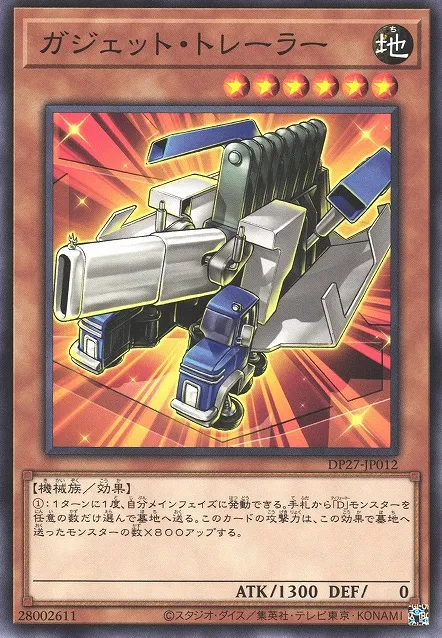 ガジェット・トレーラー
地
DP27-JP012
【機械族/効果】
①:1ターンに1度、自分メインフェイズに発動できる。手札から「D」モンスターを
任意の数だけ選んで墓地へ送る。このカードの攻撃力は、この効果で墓地へ
送ったモンスターの数×800アップする。
ATK/1300 DEF/ 0
28002611
©スタジオ・ダイス/集英社・テレビ東京・KONAMI